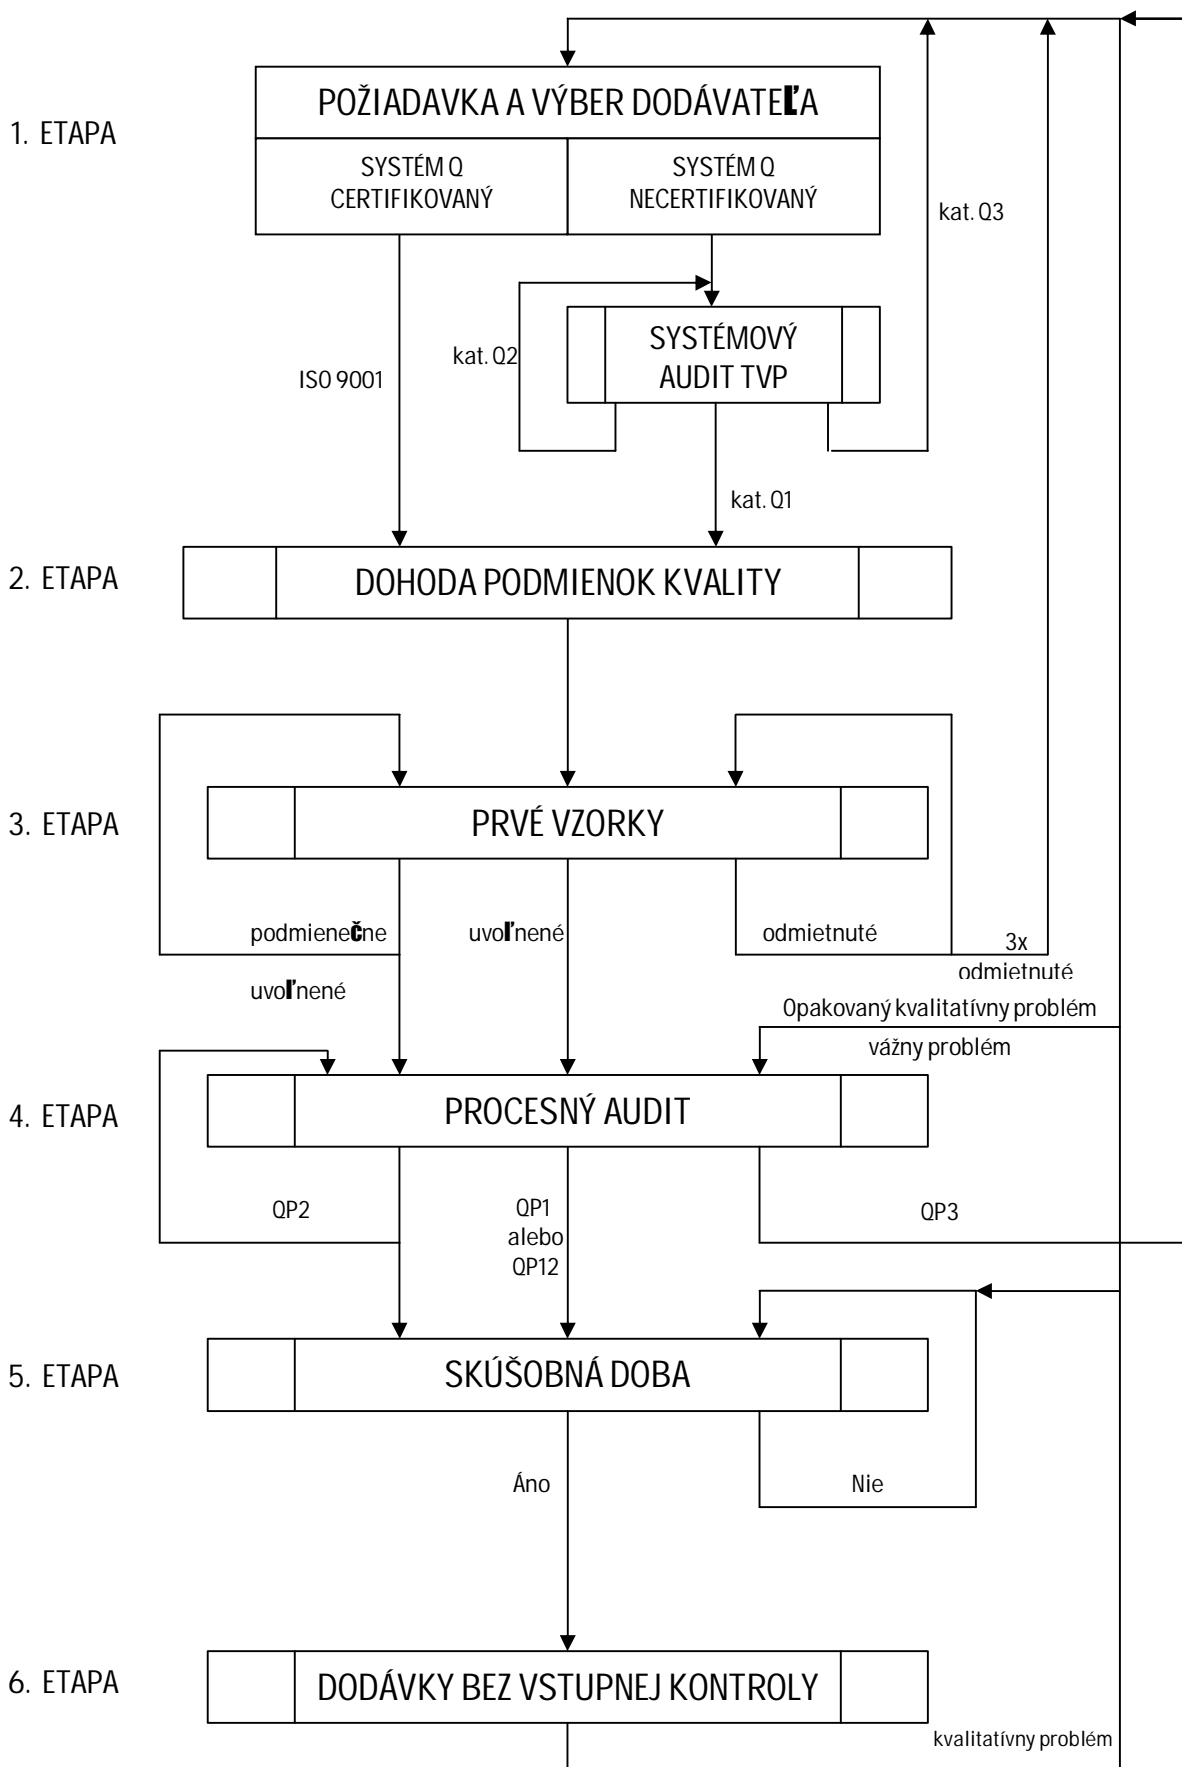 POŽIADAVKA A VÝBER DODÁVATEĽA
1. ETAPA
SYSTÉM Q
CERTIFIKOVANÝ
SYSTÉM Q
NECERTIFIKOVANÝ
kat. Q3
SYSTÉMOVÝ
AUDIT TVP
kat. Q2
ISO 9001
kat. Q1
2. ETAPA
DOHODA PODMIENOK KVALITY
3. ETAPA
PRVÉ VZORKY
podmienečne
uvoľnené
uvoľnené
odmietnuté
3x
odmietnuté
Opakovaný kvalitatívny problém
vážny problém
4. ETAPA
PROCESNÝ AUDIT
QP2
QP1
alebo
QP12
QP3
5. ETAPA
SKÚŠOBNÁ DOBA
Áno
Nie
6. ETAPA
DODÁVKY BEZ VSTUPNEJ KONTROLY
kvalitatívny problém